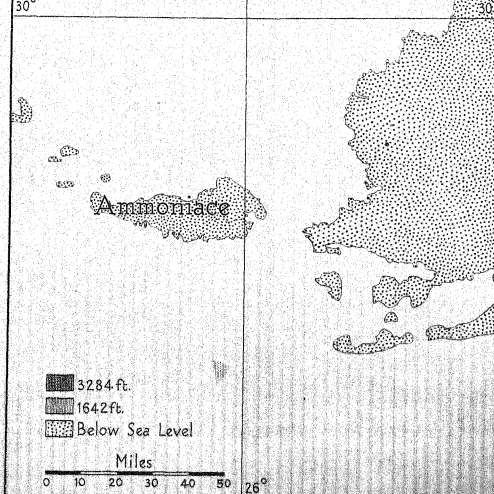 30°
30
Ammoniace
3284 ft.
1642 ft.
Below Sea Level
Miles
0 10 20 30 40 50
26°